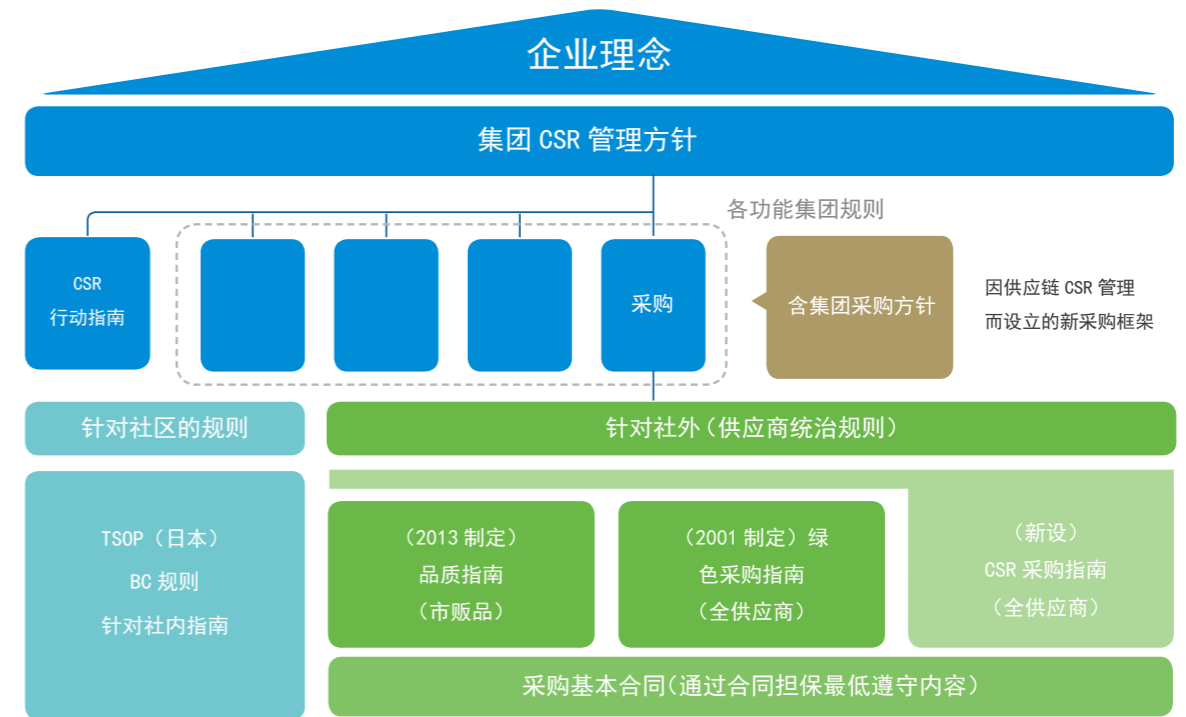 企业理念
集团 CSR 管理方针
各功能集团规则
CSR
行动指南
采购
含集团采购方针
因供应链 CSR 管理
而设立的新采购框架
针对社区的规则
针对社外（供应商统治规则）
TSOP（日本）
BC 规则
针对社内指南
（2013 制定）
品质指南
（市贩品）
（2001 制定）绿
色采购指南
（全供应商）
（新设）
CSR 采购指南
（全供应商）
采购基本合同（通过合同担保最低遵守内容）